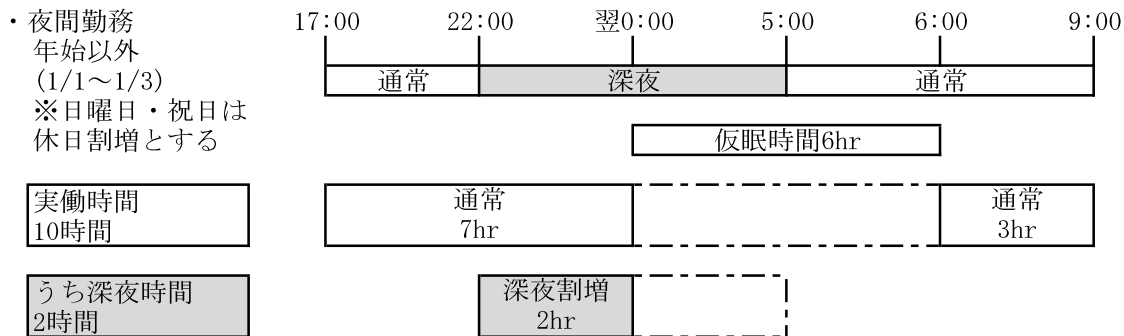 ・夜間勤務
年始以外
(1/1～1/3)
※日曜日・祝日は
休日割増とする
17:00 22:00 翌0:00 5:00 6:00 9:00
通常 深夜 通常
仮眠時間6hr
実働時間
10時間
通常
7hr
通常
3hr
うち深夜時間
2時間
深夜割増
2hr